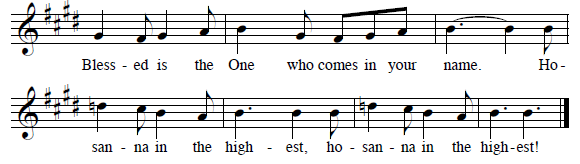 Bless - ed is the One who comes in your name. Ho -
san - na in the high - est, ho - san - na in the high - est!